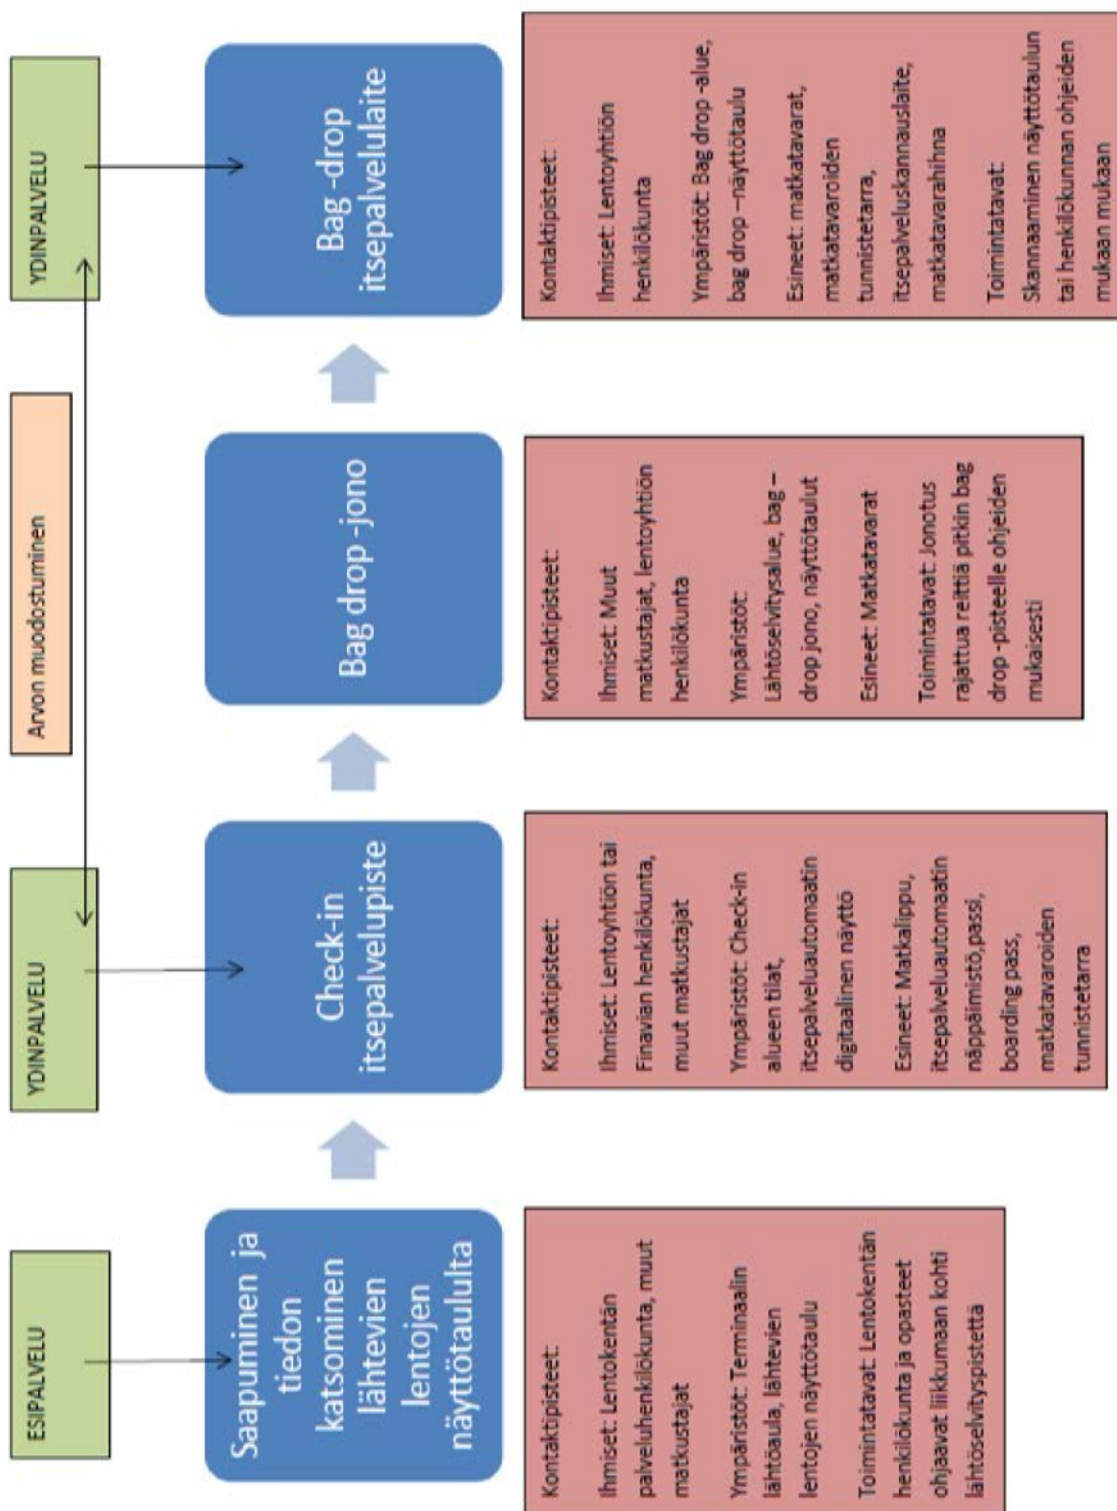 ESIPALVELU
YDINPALVELU
Arvon muodostuminen
YDINPALVELU
Saapuminen ja
tiedon
katsominen
lähtevien
lentojen
näyttötaululta
Check-in
itsepalvelupiste
Bag drop -jono
Bag -drop
itsepalvelulaite
Kontaktipisteet:
Ihmiset: Lentokentän
palveluhenkilökunta, muut
matkustajat
Ympäristöt: Terminaalin
lähtöaula, lähtevien
lentojen näyttötaulu
Toimintatavat: Lentokentän
henkilökunta ja opasteet
ohjaavat liikkumaan kohti
lähtöselvityspistettä
Kontaktipisteet:
Ihmiset: Lentoyhtiön tai
Finavian henkilökunta,
muut matkustajat
Ympäristöt: Check-in
alueen tilat,
itsepalveluautomaatin
digitaalinen näyttö
Esineet: Matkalippu,
itsepalveluautomaatin
näppäimistö,passi,
boarding pass,
matkatavaroiden
tunnistetarra
Kontaktipisteet:
Ihmiset: Muut
matkustajat, lentoyhtiön
henkilökunta
Ympäristöt:
Lähtöselvitysalue, bag –
drop jono, näyttötaulut
Esineet: Matkatavarat
Toimintatavat: Jonotus
rajattua reittiä pitkin bag
drop -pisteelle ohjeiden
mukaisesti
Kontaktipisteet:
Ihmiset: Lentoyhtiön
henkilökunta
Ympäristöt: Bag drop -alue,
bag drop –näyttötaulu
Esineet: matkatavarat,
matkatavaroiden
tunnistetarra,
itsepalveluskannauslaite,
matkatavarahihna
Toimintatavat:
Skannaaminen näyttötaulun
tai henkilökunnan ohjeiden
mukaan mukaan